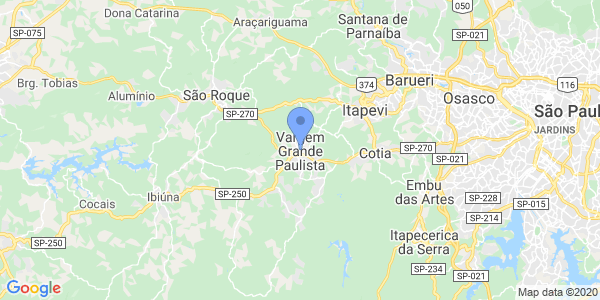 Dona Catarina
Araçariguama
Santana de
Parnaíba
050
SP-021
SP-075
Brg. Tobias
Alumínio
São Roque
SP-270
374
Barueri
Itapevi
Osasco
116
São Paul
JARDINS
Vargem
Grande
Paulista
Cotia
SP-270
SP-021
Ibiúna
SP-250
Cocais
SP-250
Embu
das Artes
SP-228
SP-214
SP-015
Itapecerica
da Serra
SP-234
SP-021
Google
Map data ©2020